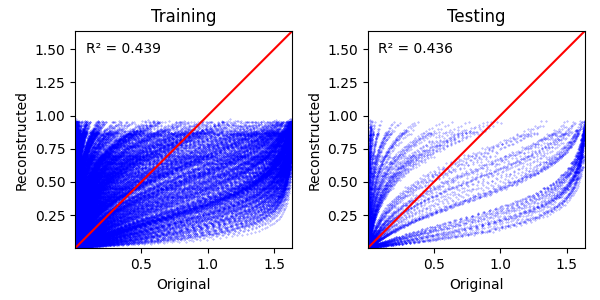 Training
Testing
R² = 0.439
R² = 0.436
1.50
1.25
1.00
0.75
0.50
0.25
1.50
1.25
1.00
0.75
0.50
0.25
Reconstructed
Reconstructed
0.5
1.0
1.5
0.5
1.0
1.5
Original
Original